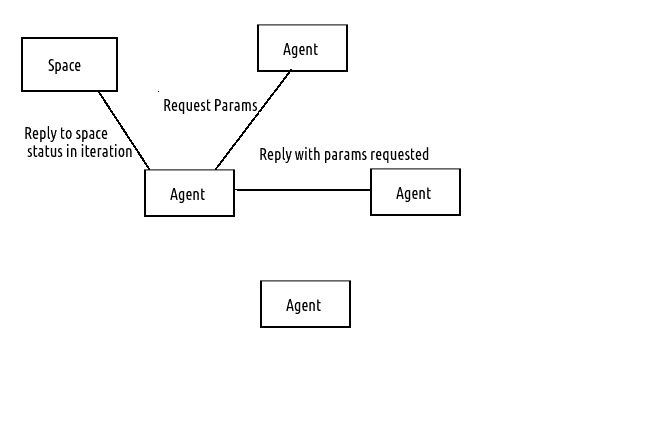 Agent
Space
Request Params
Reply to space
status in iteration
Reply with params requested
Agent
Agent
Agent